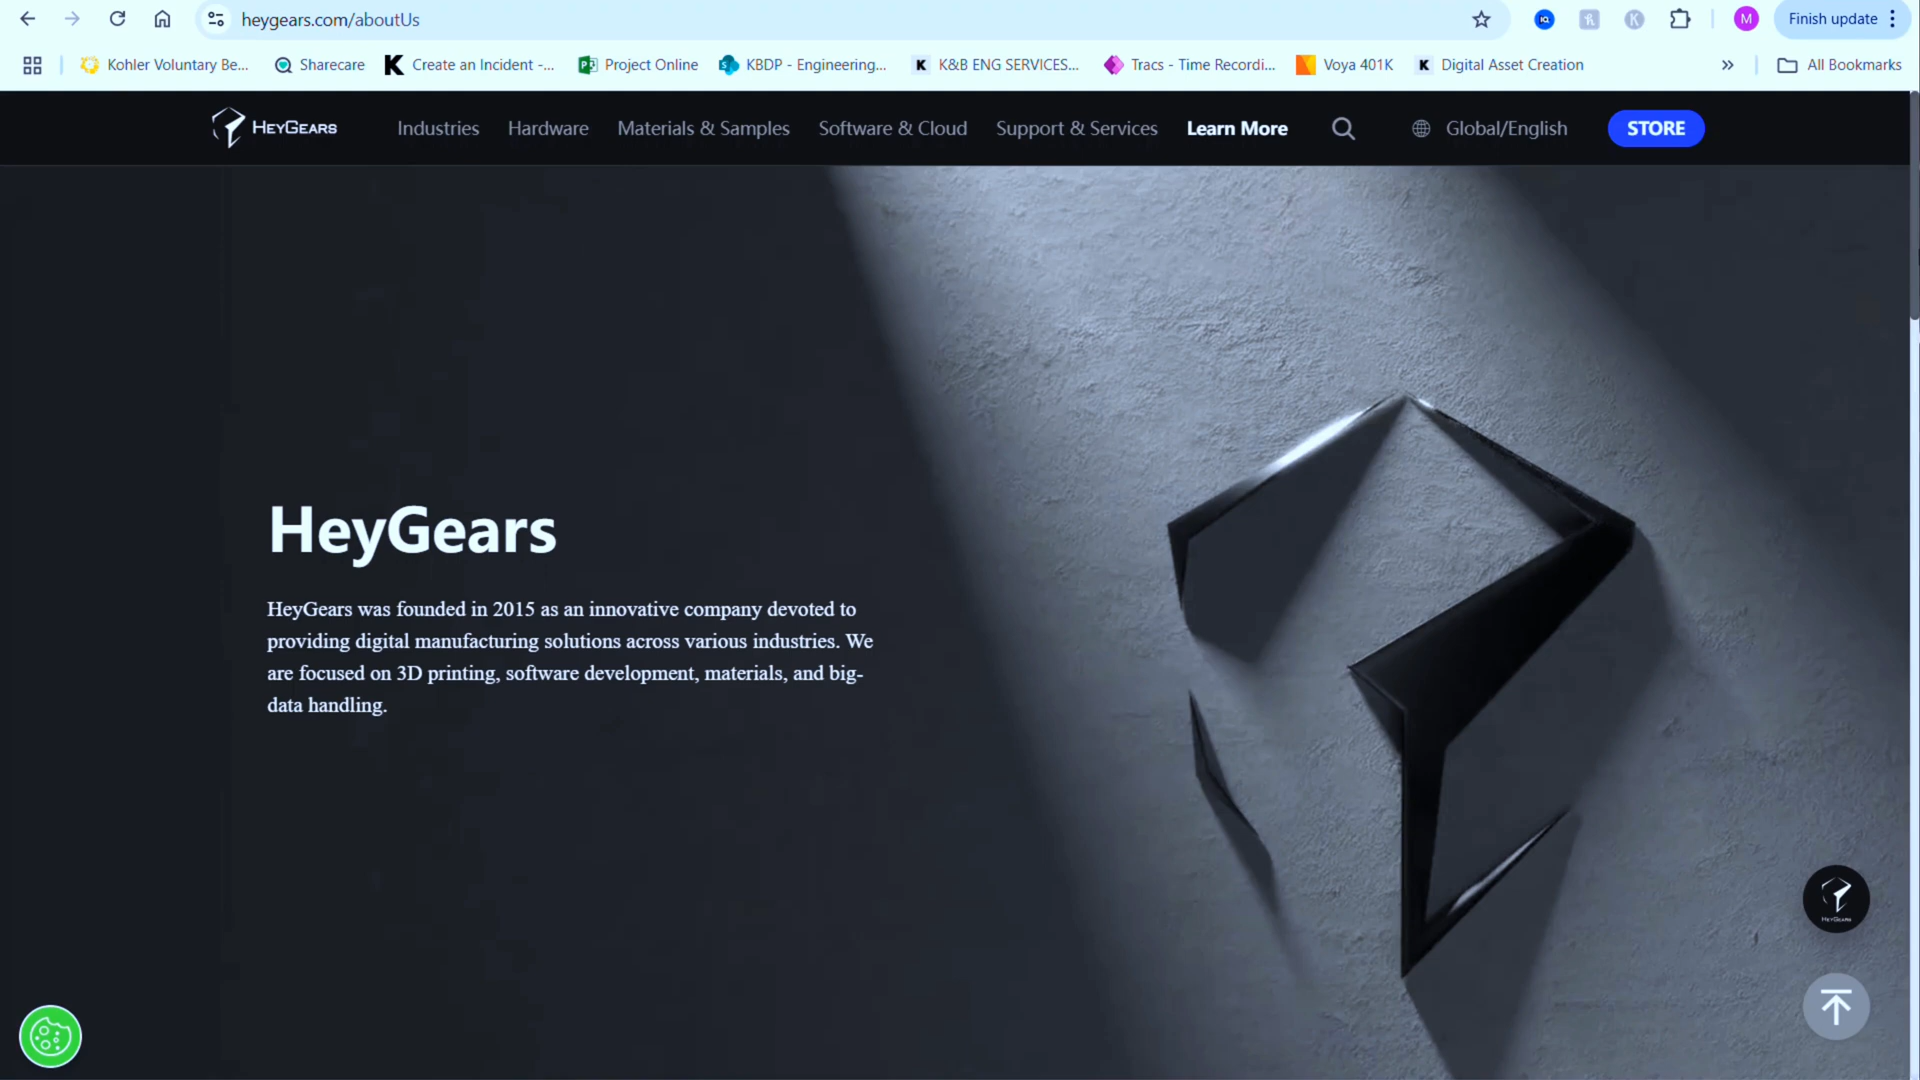 heygears.com/aboutUs
M
Finish update
Kohler Voluntary Be...
Sharecare
Create an Incident -...
Project Online
KBDP - Engineering...
K&B ENG SERVICES...
Tracs - Time Recordi...
Voya 401K
Digital Asset Creation
All Bookmarks
HEYGEARS
Industries
Hardware
Materials & Samples
Software & Cloud
Support & Services
Learn More
Global/English
STORE
HeyGears
HeyGears was founded in 2015 as an innovative company devoted to
providing digital manufacturing solutions across various industries. We
are focused on 3D printing, software development, materials, and big-
data handling.
HEYGEARS